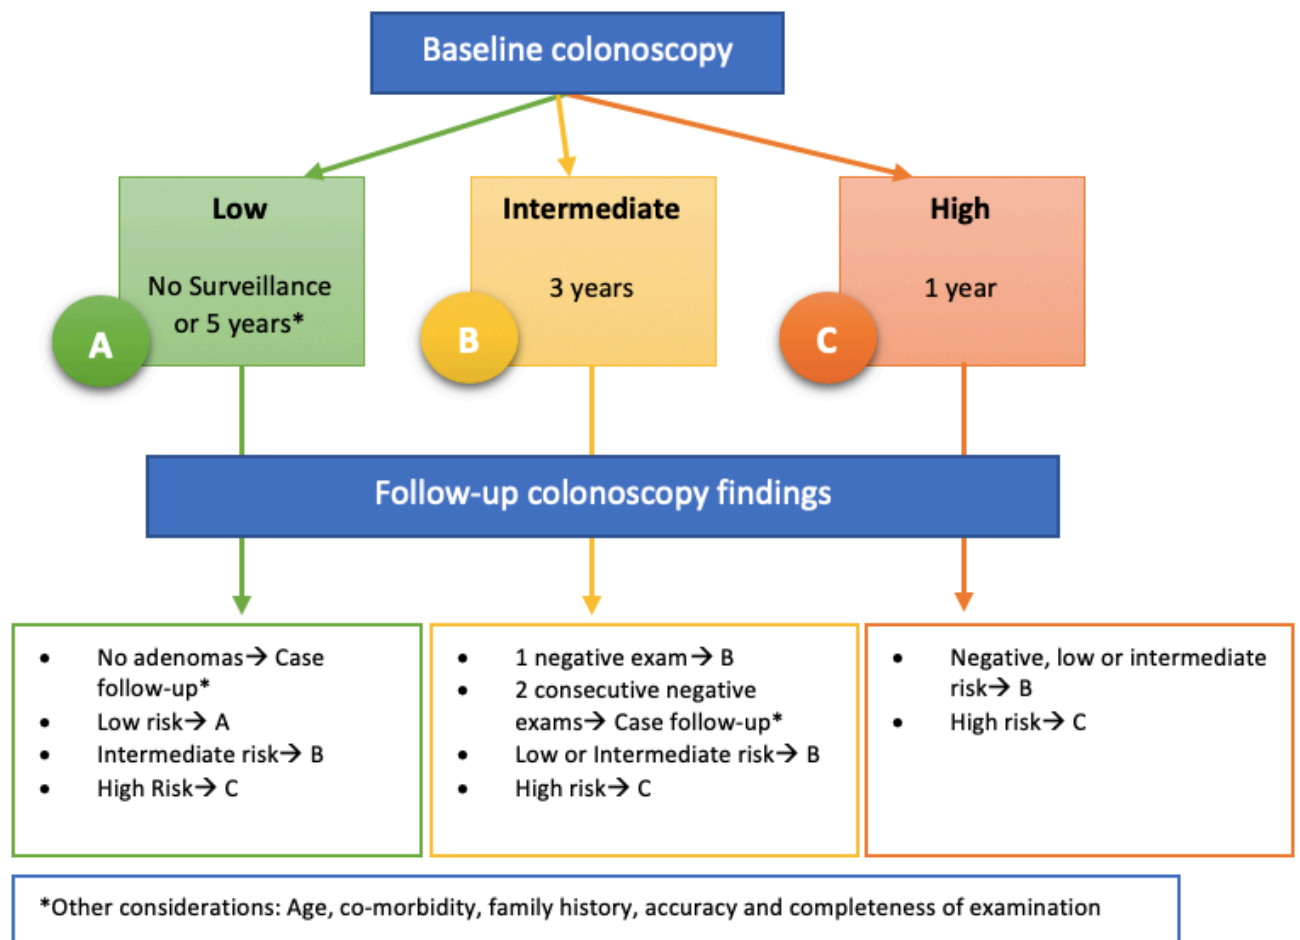 Baseline colonoscopy
Low
No Surveillance
or 5 years*
A
Intermediate
3 years
B
High
1 year
C
Follow-up colonoscopy findings
• No adenomas→ Case
follow-up*
• Low risk→ A
• Intermediate risk→ B
• High Risk→ C
• 1 negative exam→ B
• 2 consecutive negative
exams→ Case follow-up*
• Low or Intermediate risk→ B
• High risk→ C
• Negative, low or intermediate
risk→ B
• High risk→ C
*Other considerations: Age, co-morbidity, family history, accuracy and completeness of examination